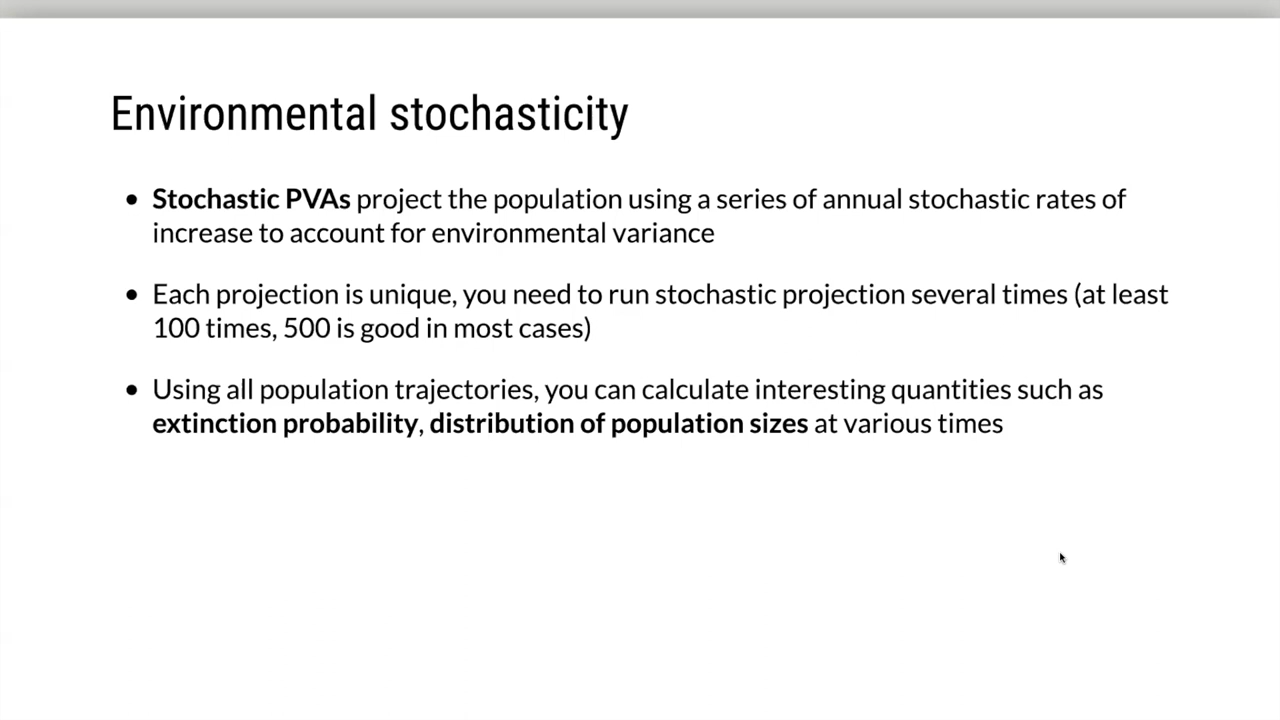 Environmental stochasticity
• Stochastic PVAs project the population using a series of annual stochastic rates of
increase to account for environmental variance
• Each projection is unique, you need to run stochastic projection several times (at least
100 times, 500 is good in most cases)
• Using all population trajectories, you can calculate interesting quantities such as
extinction probability, distribution of population sizes at various times